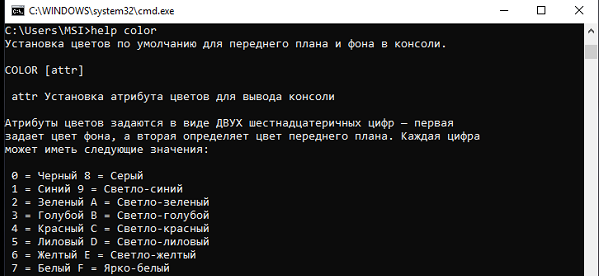 C:\WINDOWS\system32\cmd.exe
C:\Users\MSI>help color
Установка цветов по умолчанию для переднего плана и фона в консоли.
COLOR [attr]
attr Установка атрибута цветов для вывода консоли
Атрибуты цветов задаются в виде ДВУХ шестнадцатеричных цифр — первая
задает цвет фона, а вторая определяет цвет переднего плана. Каждая цифра
может иметь следующие значения:
0 = Черный 8 = Серый
1 = Синий 9 = Светло-синий
2 = Зеленый A = Светло-зеленый
3 = Голубой B = Светло-голубой
4 = Красный C = Светло-красный
5 = Лиловый D = Светло-лиловый
6 = Желтый E = Светло-желтый
7 = Белый F = Ярко-белый